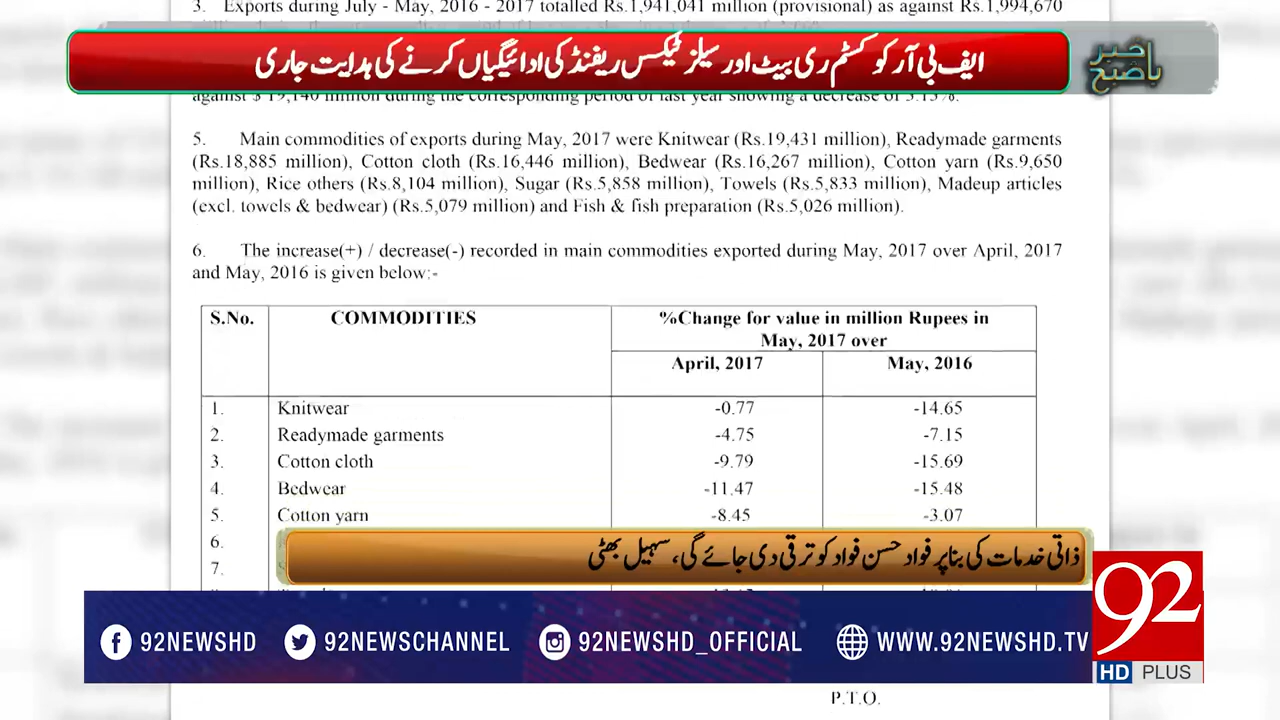 3. Exports during July - May, 2016 - 2017 totalled Rs.1,941,041 million (provisional) as against Rs.1,994,670
ایف بی آر کو کسٹم ری بیٹ اور سیلز ٹیکس ریفنڈ کی ادائیگیاں کرنے کی ہدایت جاری
باخبر صبح
against $ 19,140 million during the corresponding period of last year showing a decrease of 3.13%.
5. Main commodities of exports during May, 2017 were Knitwear (Rs.19,431 million), Readymade garments
(Rs.18,885 million), Cotton cloth (Rs.16,446 million), Bedwear (Rs.16,267 million), Cotton yarn (Rs.9,650
million), Rice others (Rs.8,104 million), Sugar (Rs.5,858 million), Towels (Rs.5,833 million), Madeup articles
(excl. towels & bedwear) (Rs.5,079 million) and Fish & fish preparation (Rs.5,026 million).
6. The increase(+) / decrease(-) recorded in main commodities exported during May, 2017 over April, 2017
and May, 2016 is given below:-
S.No. COMMODITIES %Change for value in million Rupees in
May, 2017 over
April, 2017 May, 2016
1. Knitwear -0.77 -14.65
2. Readymade garments -4.75 -7.15
3. Cotton cloth -9.79 -15.69
4. Bedwear -11.47 -15.48
5. Cotton yarn -8.45 -3.07
6.
7.
ذاتی خدمات کی بنا پر فواد حسن فواد کو ترقی دی جائے گی، سہیل بھٹی
92NEWSHD 92NEWSCHANNEL 92NEWSHD_OFFICIAL WWW.92NEWSHD.TV
92
HD PLUS
P.T.O.